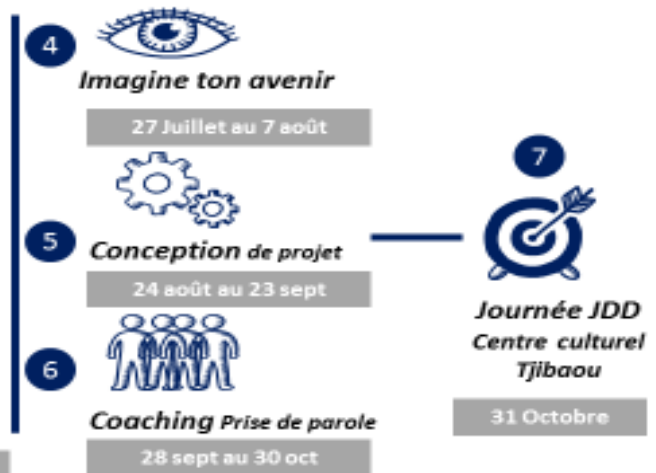 4
Imagine ton avenir
27 Juillet au 7 août
5
Conception de projet
24 août au 23 sept
6
Coaching Prise de parole
28 sept au 30 oct
7
Journée JDD
Centre culturel
Tjibaou
31 Octobre